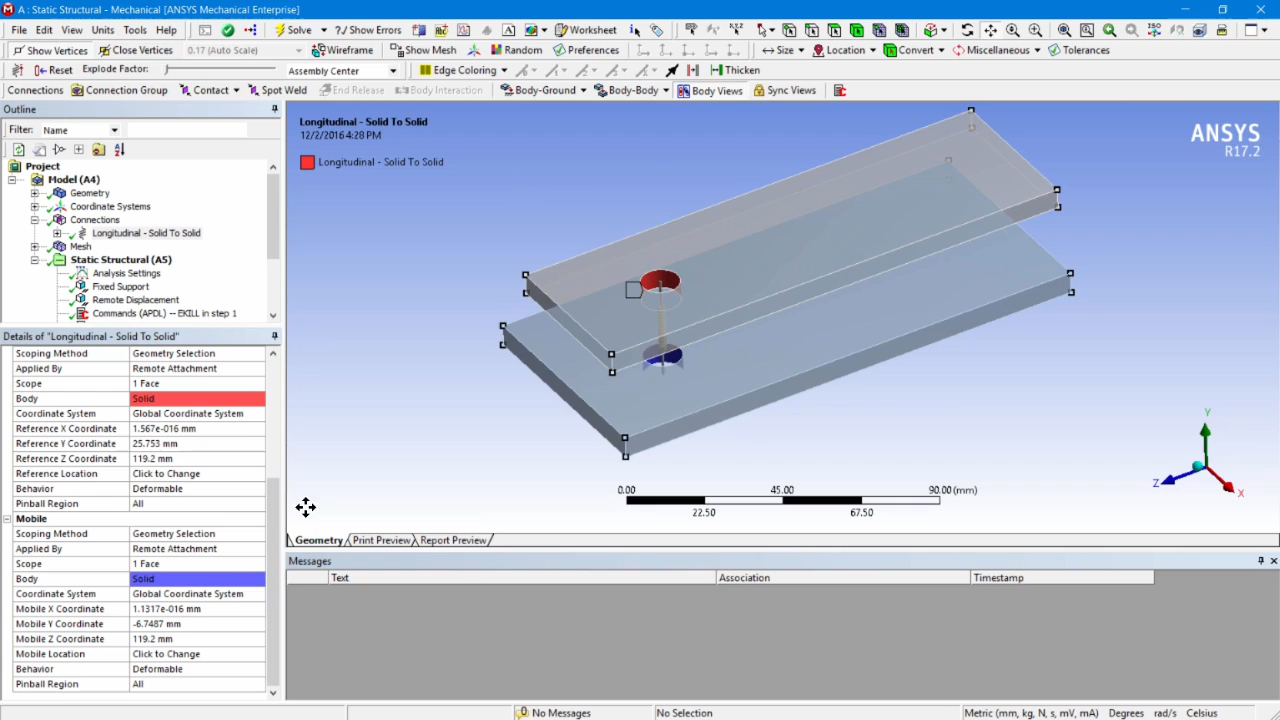 A : Static Structural - Mechanical [ANSYS Mechanical Enterprise]
File Edit View Units Tools Help Solve ?/ Show Errors Worksheet
Show Vertices Close Vertices 0.17 (Auto Scale) Wireframe Show Mesh Random Preferences Size Location Convert Miscellaneous Tolerances
Reset Explode Factor: Assembly Center Edge Coloring Thicken
Connections Connection Group Contact Spot Weld End Release Body Interaction Body-Ground Body-Body Body Views Sync Views
Outline
Filter: Name
Project
Model (A4)
Geometry
Coordinate Systems
Connections
Longitudinal - Solid To Solid
Mesh
Static Structural (A5)
Analysis Settings
Fixed Support
Remote Displacement
Commands (APDL) -- EKILL in step 1
Details of "Longitudinal - Solid To Solid"
Scoping Method Geometry Selection
Applied By Remote Attachment
Scope 1 Face
Body Solid
Coordinate System Global Coordinate System
Reference X Coordinate 1.567e-016 mm
Reference Y Coordinate 25.753 mm
Reference Z Coordinate 119.2 mm
Reference Location Click to Change
Behavior Deformable
Pinball Region All
Mobile
Scoping Method Geometry Selection
Applied By Remote Attachment
Scope 1 Face
Body Solid
Coordinate System Global Coordinate System
Mobile X Coordinate 1.1317e-016 mm
Mobile Y Coordinate -6.7487 mm
Mobile Z Coordinate 119.2 mm
Mobile Location Click to Change
Behavior Deformable
Pinball Region All
Longitudinal - Solid To Solid
12/2/2016 4:28 PM
Longitudinal - Solid To Solid
ANSYS
R17.2
Y
Z
X
0.00 45.00 90.00 (mm)
22.50 67.50
Geometry Print Preview Report Preview
Messages
Text Association Timestamp
No Messages No Selection Metric (mm, kg, N, s, mV, mA) Degrees rad/s Celsius